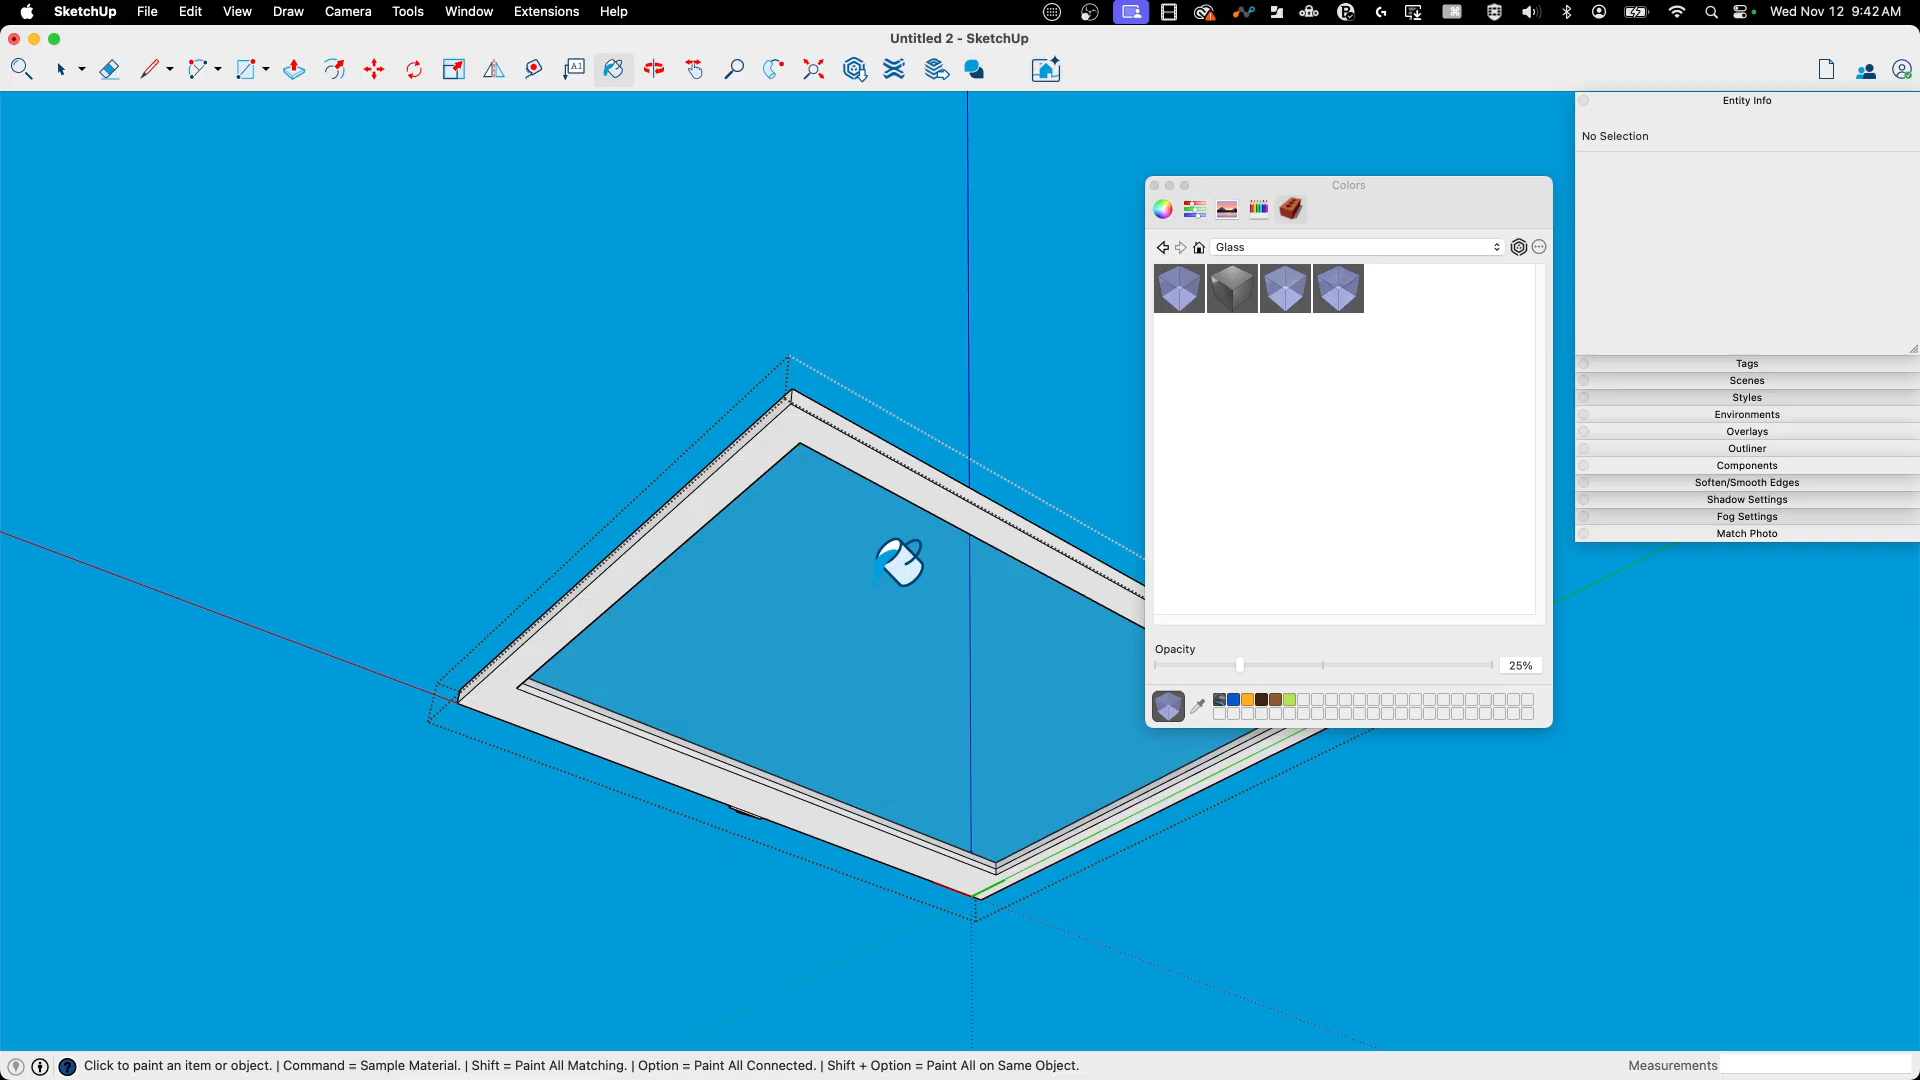 SketchUp File Edit View Draw Camera Tools Window Extensions Help
Wed Nov 12 9:42 AM
Untitled 2 - SketchUp
A1
Entity Info
No Selection
Colors
Glass
Tags
Scenes
Styles
Environments
Overlays
Outliner
Components
Soften/Smooth Edges
Shadow Settings
Fog Settings
Match Photo
Opacity
25%
Click to paint an item or object. | Command = Sample Material. | Shift = Paint All Matching. | Option = Paint All Connected. | Shift + Option = Paint All on Same Object.
Measurements